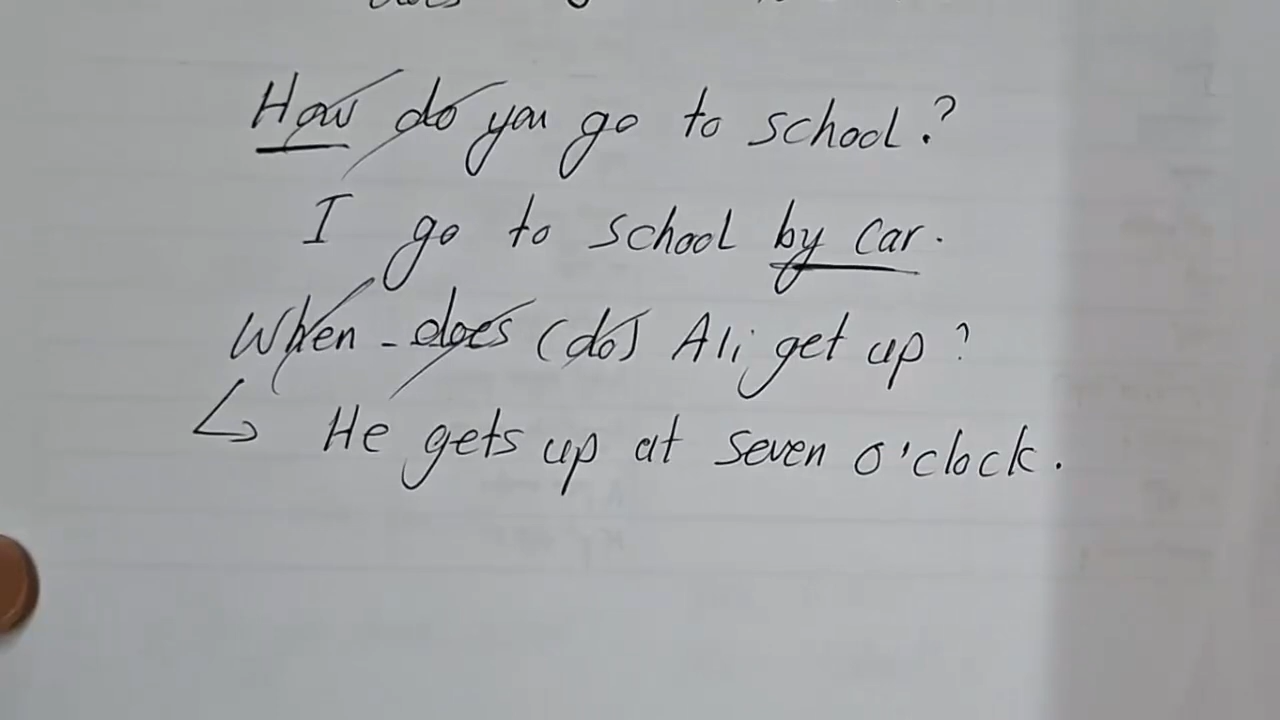 How do you go to school.?
I go to school by car.
When - does (do) Ali get up?
He gets up at seven o'clock.